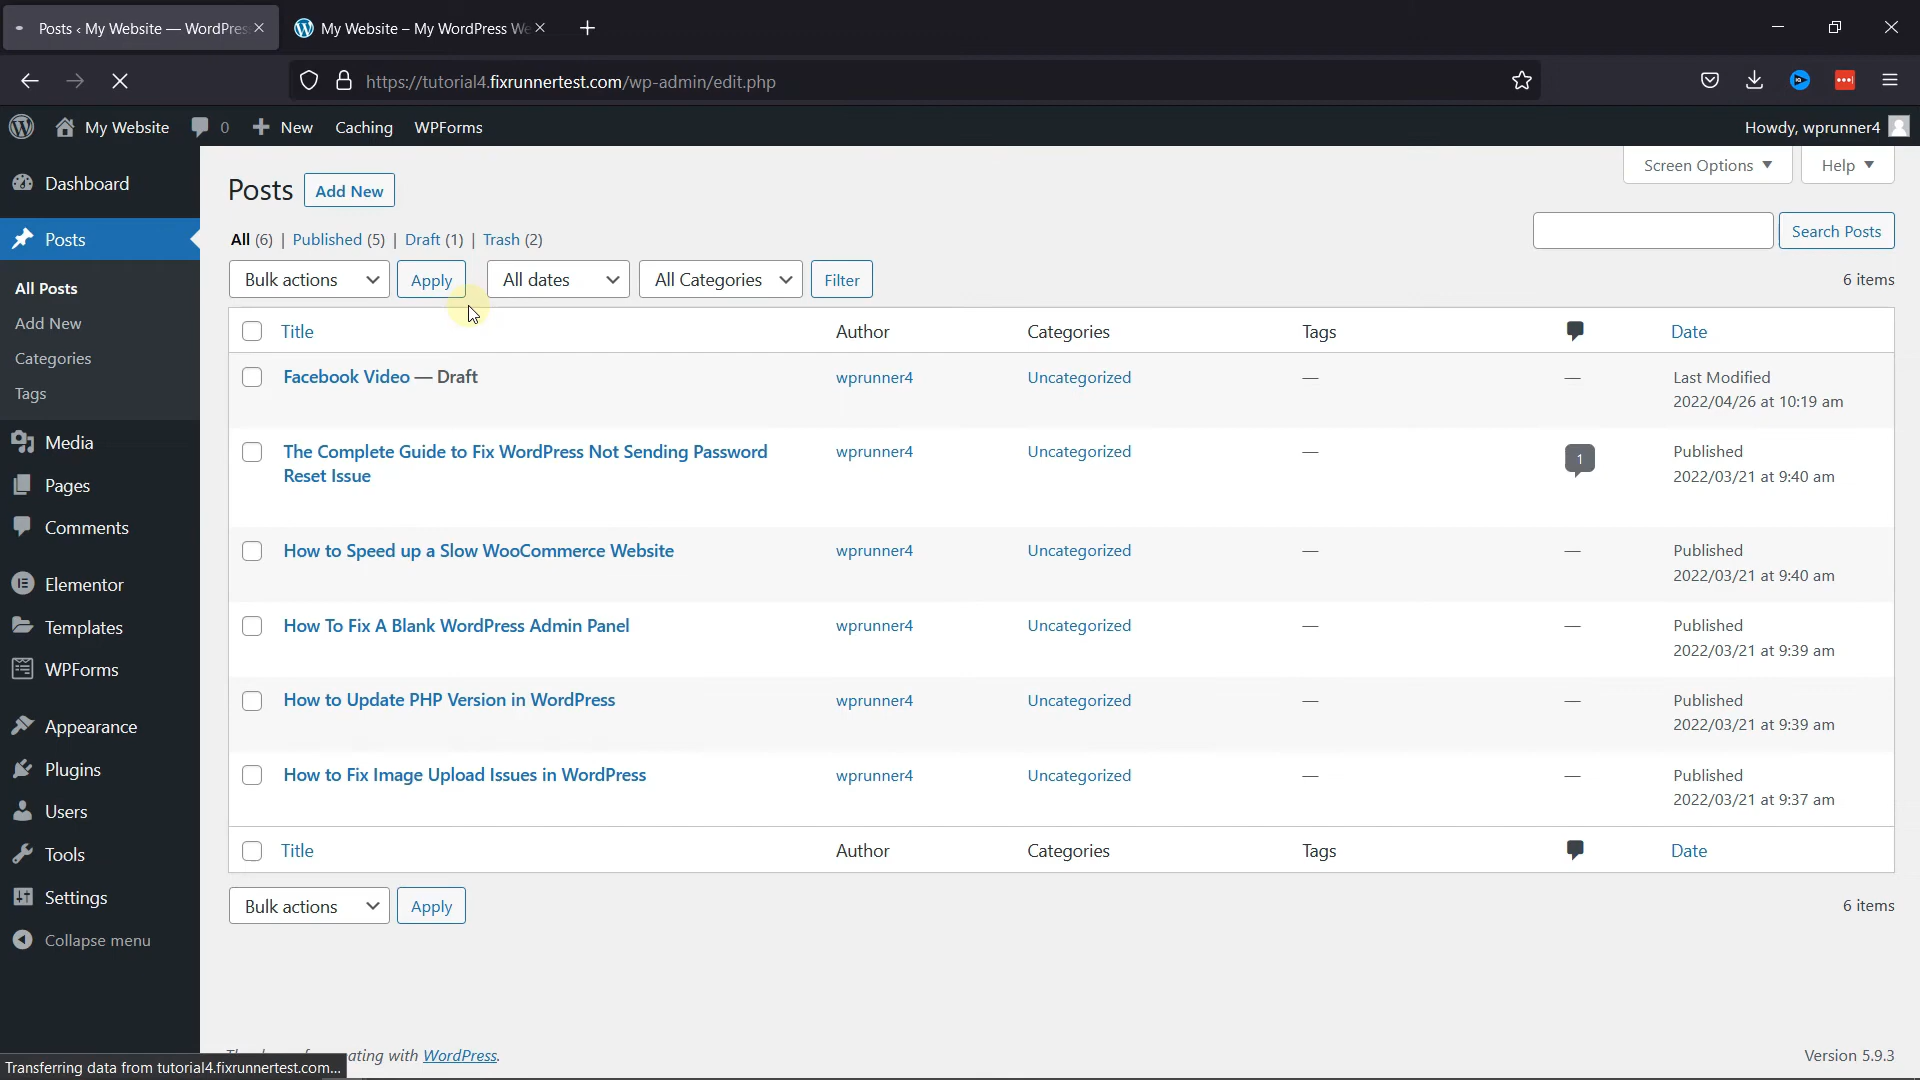 Posts ‹ My Website — WordPres
My Website – My WordPress We
https://tutorial4.fixrunnertest.com/wp-admin/edit.php
My Website
0
New
Caching
WPForms
Howdy, wprunner4
Dashboard
Posts
All Posts
Add New
Categories
Tags
Media
Pages
Comments
Elementor
Templates
WPForms
Appearance
Plugins
Users
Tools
Settings
Collapse menu
Posts Add New
Screen Options
Help
All (6) | Published (5) | Draft (1) | Trash (2)
Search Posts
Bulk actions Apply All dates All Categories Filter
6 items
Title Author Categories Tags Date
Facebook Video — Draft wprunner4 Uncategorized — — Last Modified
2022/04/26 at 10:19 am
The Complete Guide to Fix WordPress Not Sending Password wprunner4 Uncategorized — 1 Published
Reset Issue 2022/03/21 at 9:40 am
How to Speed up a Slow WooCommerce Website wprunner4 Uncategorized — — Published
2022/03/21 at 9:40 am
How To Fix A Blank WordPress Admin Panel wprunner4 Uncategorized — — Published
2022/03/21 at 9:39 am
How to Update PHP Version in WordPress wprunner4 Uncategorized — — Published
2022/03/21 at 9:39 am
How to Fix Image Upload Issues in WordPress wprunner4 Uncategorized — — Published
2022/03/21 at 9:37 am
Title Author Categories Tags Date
Bulk actions Apply
6 items
ating with WordPress.
Version 5.9.3
Transferring data from tutorial4.fixrunnertest.com...